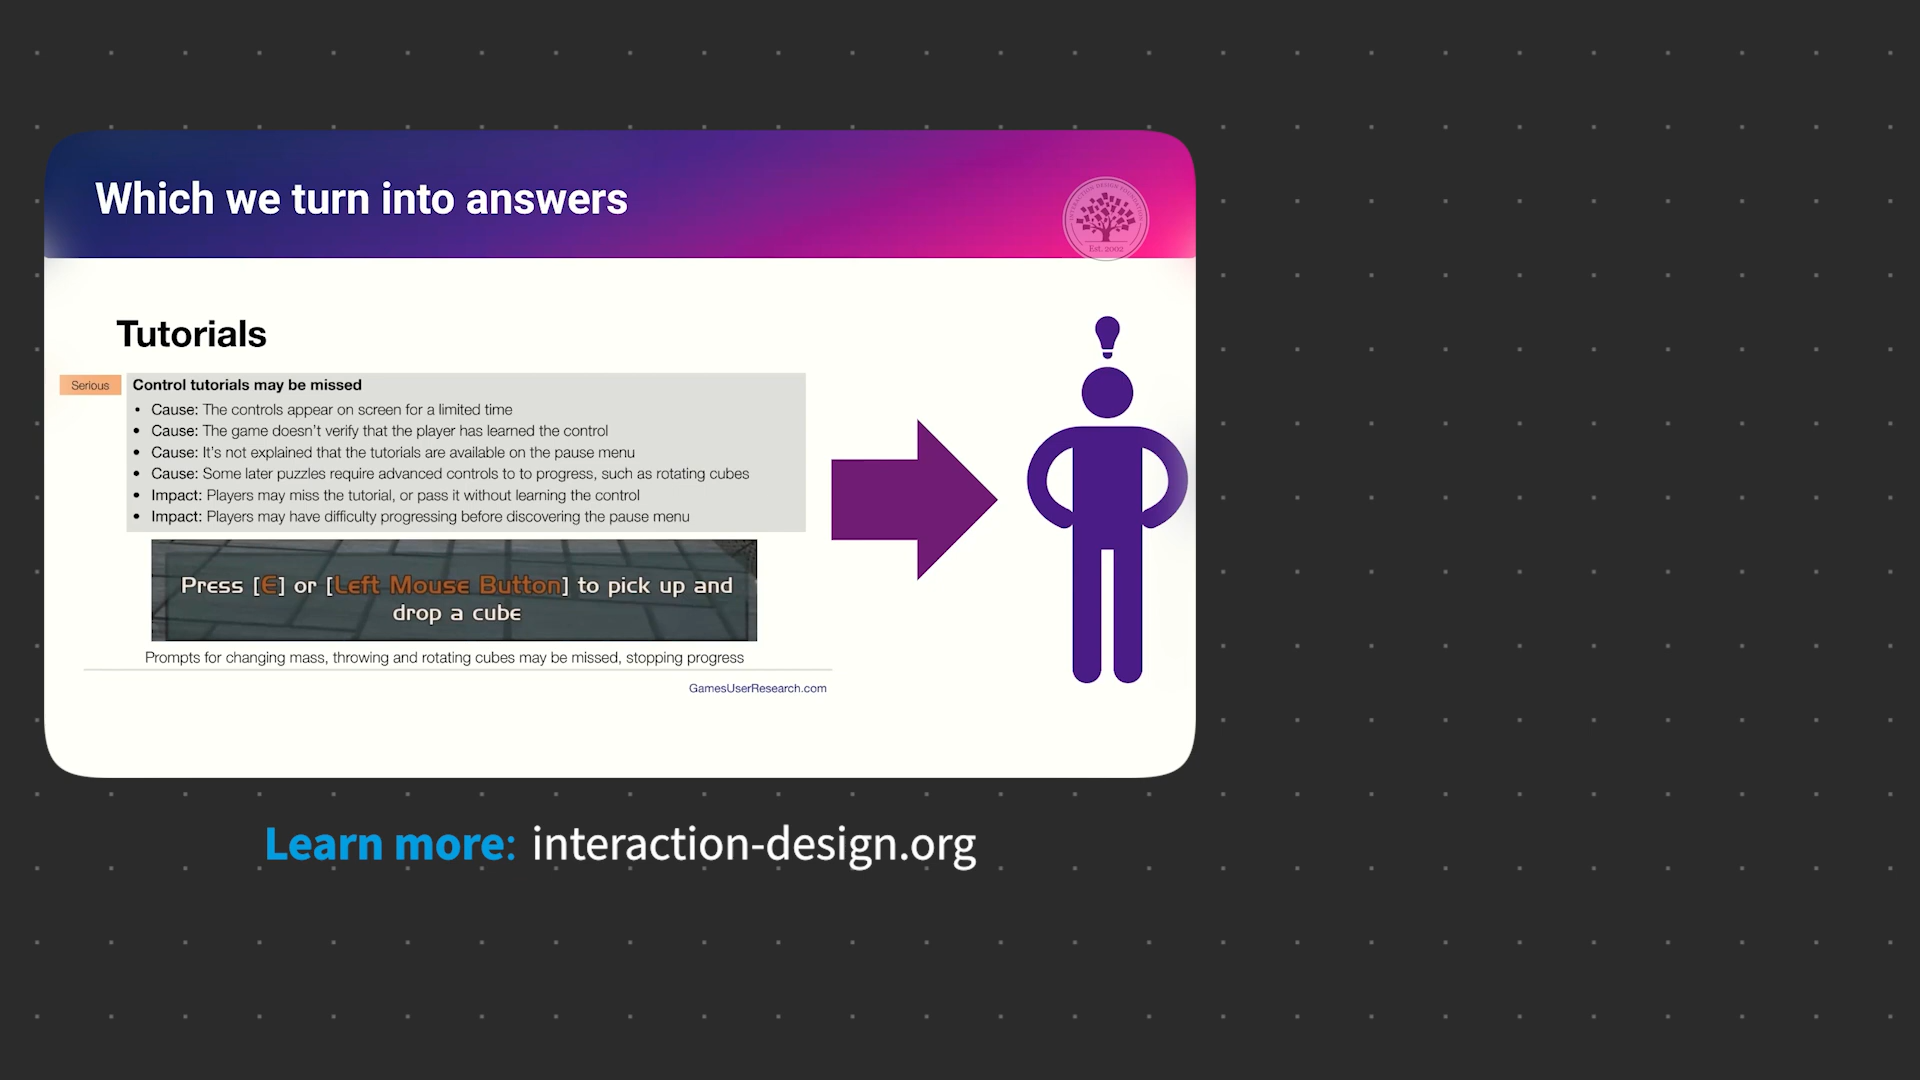 Which we turn into answers
INTERACTION DESIGN FOUNDATION
Est. 2002
Tutorials
Serious
Control tutorials may be missed
• Cause: The controls appear on screen for a limited time
• Cause: The game doesn't verify that the player has learned the control
• Cause: It's not explained that the tutorials are available on the pause menu
• Cause: Some later puzzles require advanced controls to to progress, such as rotating cubes
• Impact: Players may miss the tutorial, or pass it without learning the control
• Impact: Players may have difficulty progressing before discovering the pause menu
Press [E] or [Left Mouse Button] to pick up and
drop a cube
Prompts for changing mass, throwing and rotating cubes may be missed, stopping progress
GamesUserResearch.com
Learn more: interaction-design.org